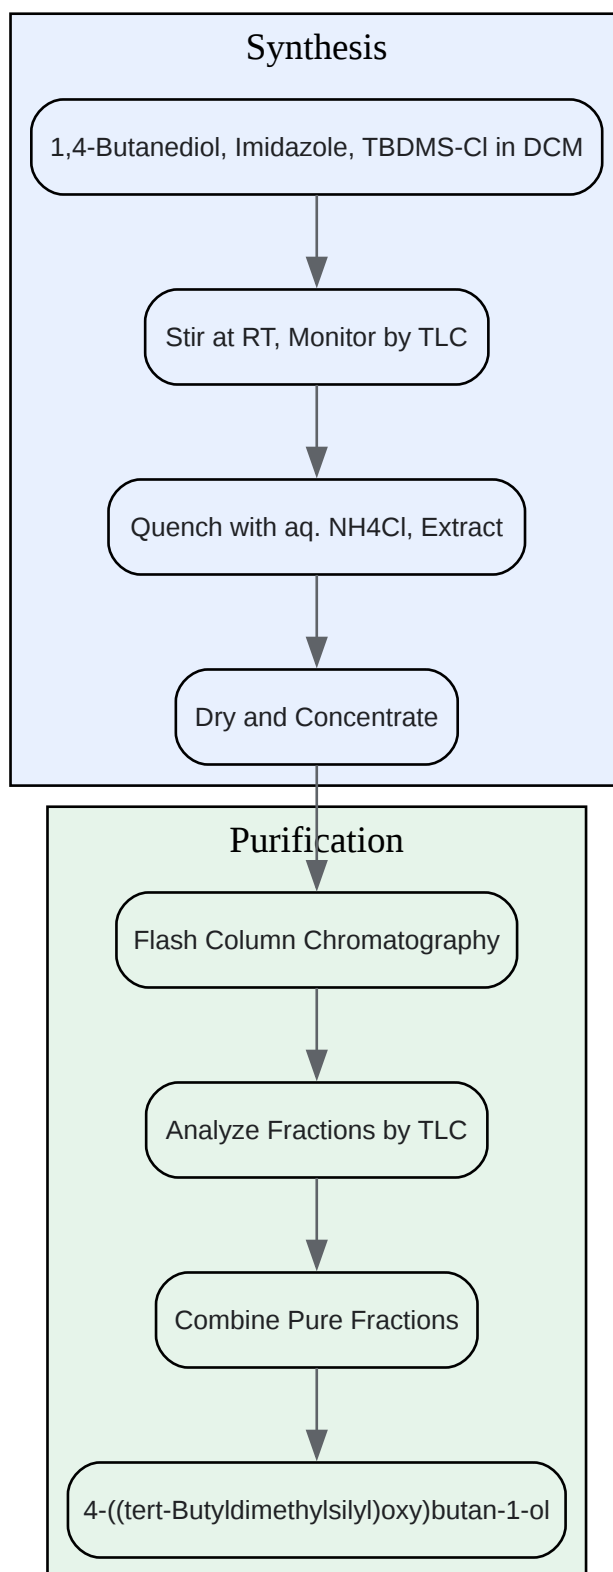 Synthesis
1,4-Butanediol, Imidazole, TBDMS-Cl in DCM
Stir at RT, Monitor by TLC
Quench with aq. NH4Cl, Extract
Dry and Concentrate
Purification
Flash Column Chromatography
Analyze Fractions by TLC
Combine Pure Fractions
4-((tert-Butyldimethylsilyl)oxy)butan-1-ol